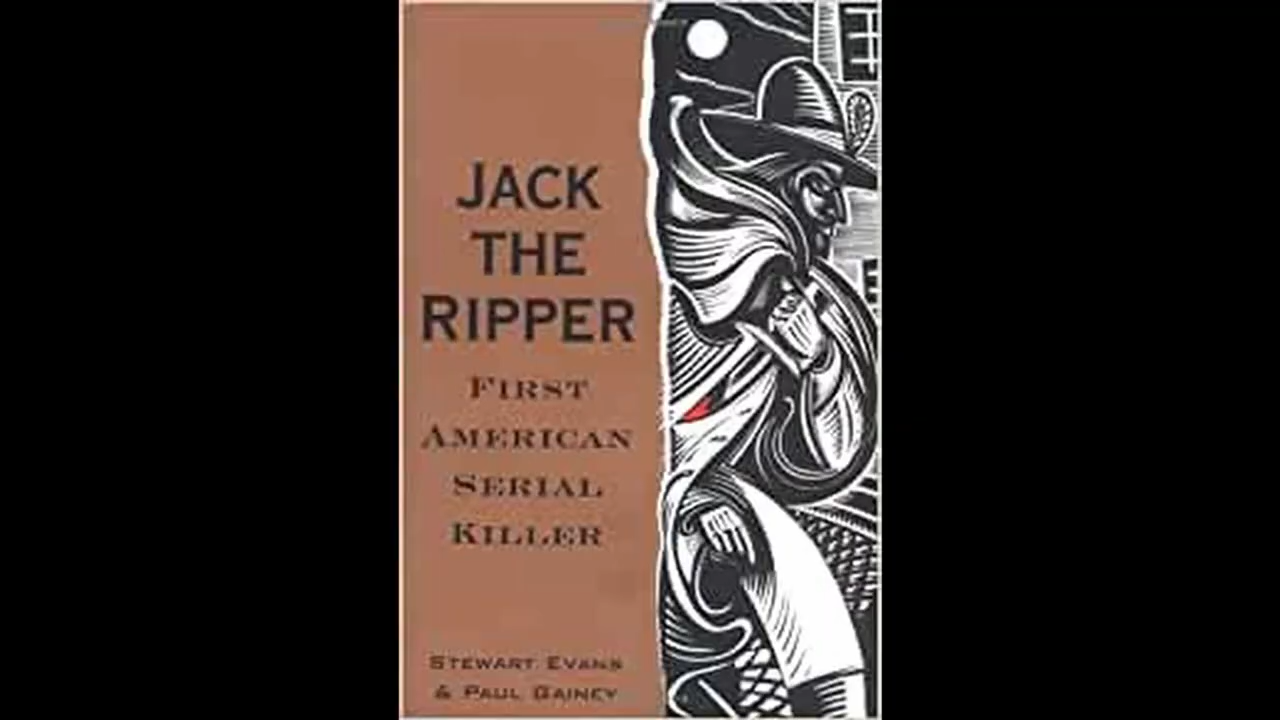 JACK
THE
RIPPER
FIRST
AMERICAN
SERIAL
KILLER
STEWART EVANS
& PAUL GAINEY